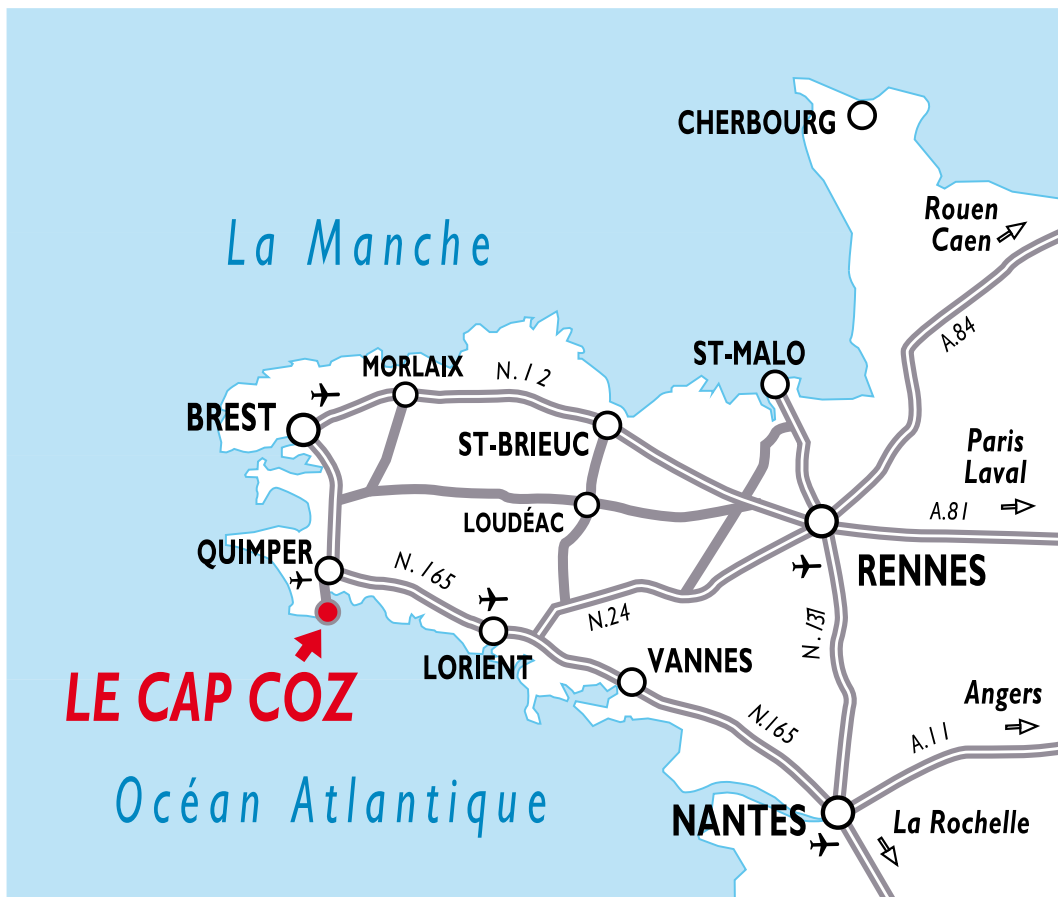 CHERBOURG
Rouen
Caen
La Manche
A.84
ST-MALO
MORLAIX
N.12
BREST
ST-BRIEUC
Paris
Laval
A.81
LOUDÉAC
QUIMPER
RENNES
N. 165
N.24
N. 137
LORIENT
VANNES
LE CAP COZ
Angers
N.165
A.11
Océan Atlantique
NANTES
La Rochelle